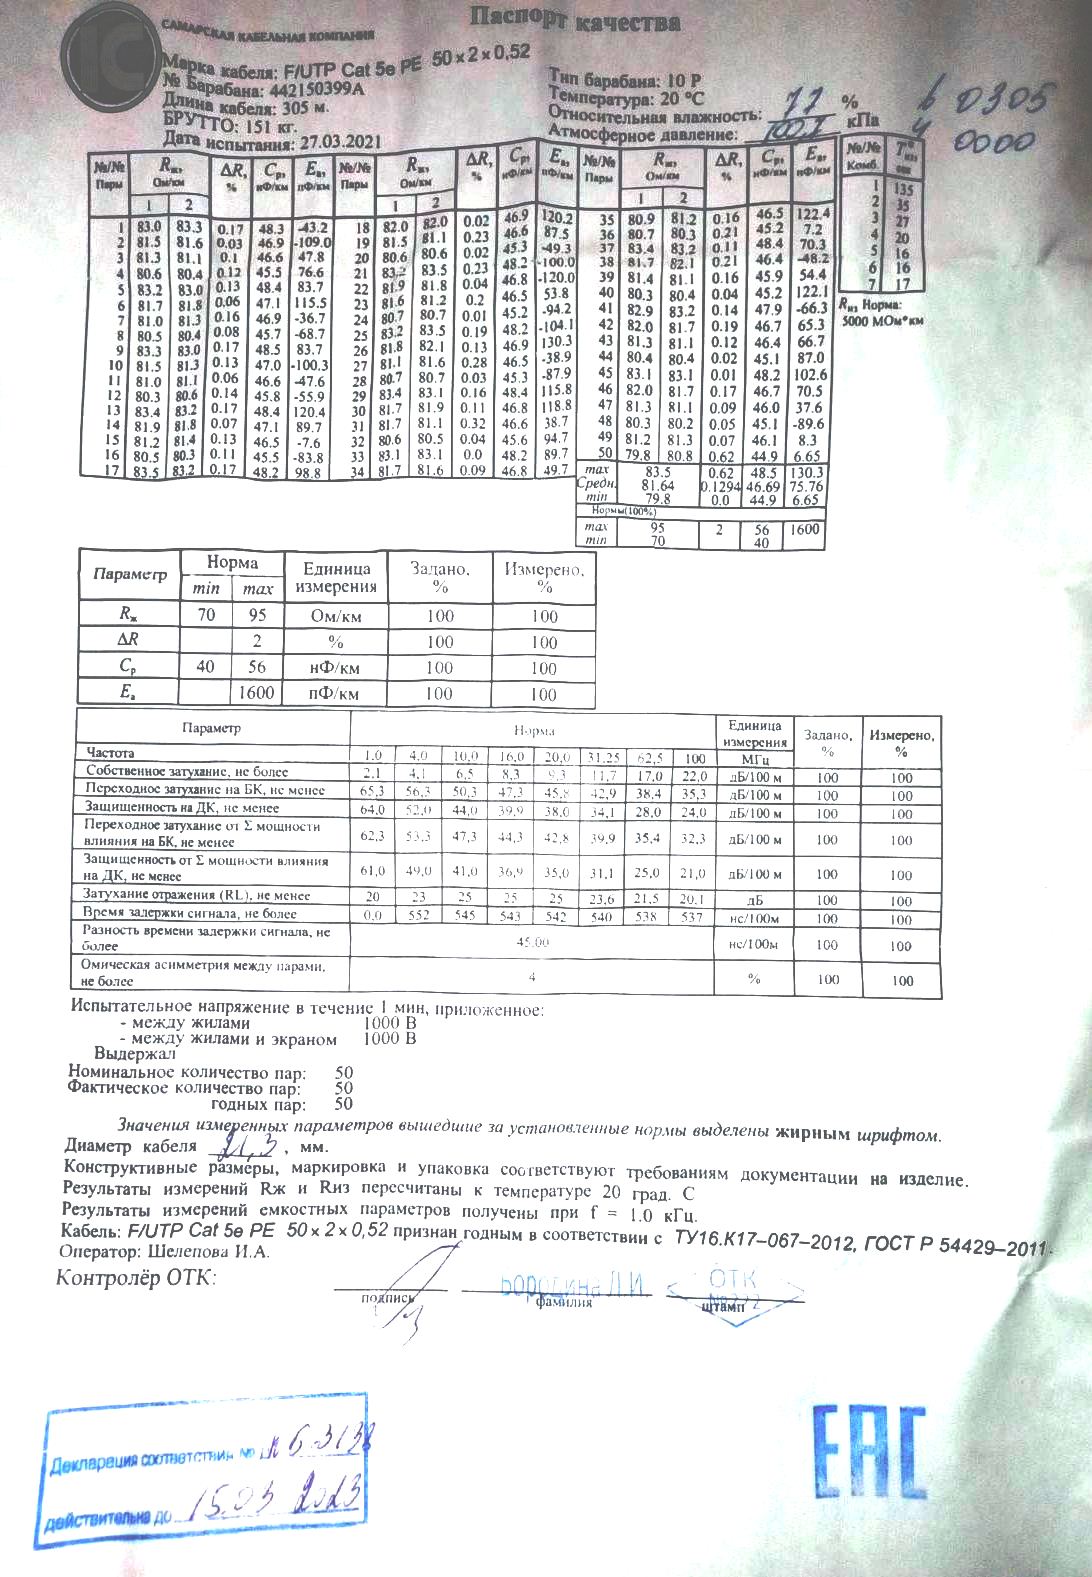 Паспорт качества
САМАРСКАЯ КАБЕЛЬНАЯ КОМПАНИЯ
Марка кабеля: F/UTP Cat 5e PE 50×2×0,52
№ Барабана: 442150399А
Длина кабеля: 305 м.
БРУТТО: 151 кг.
Дата испытания: 27.03.2021
Тип барабана: 10 Р
Температура: 20 °С
Относительная влажность: 77 %
Атмосферное давление: кПа
в 0305
0000
№/№ Пары Rж, Ом/км 1 2 ΔR, % Cр, нФ/км Eа, пФ/км
1 83.0 83.3 0.17 48.3 -43.2
2 81.5 81.6 0.03 46.9 -109.0
3 81.3 81.1 0.1 46.6 47.8
4 80.6 80.4 0.12 45.5 76.6
5 83.2 83.0 0.13 48.4 83.7
6 81.7 81.8 0.06 47.1 115.5
7 81.0 81.3 0.16 46.9 -36.7
8 80.5 80.4 0.08 45.7 -68.7
9 83.3 83.0 0.17 48.5 83.7
10 81.5 81.3 0.13 47.0 -100.3
11 81.0 81.1 0.06 46.6 -47.6
12 80.3 80.6 0.14 45.8 -55.9
13 83.4 83.2 0.17 48.4 120.4
14 81.9 81.8 0.07 47.1 89.7
15 81.2 81.4 0.13 46.5 -7.6
16 80.5 80.3 0.11 45.5 -83.8
17 83.5 83.2 0.17 48.2 98.8
№/№ Пары Rж, Ом/км 1 2 ΔR, % Cр, нФ/км Eа, пФ/км
18 82.0 82.0 0.02 46.9 120.2
19 81.5 81.1 0.23 46.6 87.5
20 80.6 80.6 0.02 45.3 -49.3
21 83.2 83.5 0.23 48.2 -100.0
22 81.9 81.8 0.04 46.8 -120.0
23 81.6 81.2 0.2 46.5 53.8
24 80.7 80.7 0.01 45.2 -94.2
25 83.2 83.5 0.19 48.2 -104.1
26 81.8 82.1 0.13 46.9 130.3
27 81.1 81.6 0.28 46.5 -38.9
28 80.7 80.7 0.03 45.3 -87.9
29 83.4 83.1 0.16 48.4 115.8
30 81.7 81.9 0.11 46.8 118.8
31 81.7 81.1 0.32 46.6 38.7
32 80.6 80.5 0.04 45.6 94.7
33 83.1 83.1 0.0 48.2 89.7
34 81.7 81.6 0.09 46.8 49.7
№/№ Пары Rж, Ом/км 1 2 ΔR, % Cр, нФ/км Eа, пФ/км
35 80.9 81.2 0.16 46.5 122.4
36 80.7 80.3 0.21 45.2 7.2
37 83.4 83.2 0.11 48.4 70.3
38 81.7 82.1 0.21 46.4 -48.2
39 81.4 81.1 0.16 45.9 54.4
40 80.3 80.4 0.04 45.2 122.1
41 82.9 83.2 0.14 47.9 -66.3
42 82.0 81.7 0.19 46.7 65.3
43 81.3 81.1 0.12 46.4 66.7
44 80.4 80.4 0.02 45.1 87.0
45 83.1 83.1 0.01 48.2 102.6
46 82.0 81.7 0.17 46.7 70.5
47 81.3 81.1 0.09 46.0 37.6
48 80.3 80.2 0.05 45.1 -89.6
49 81.2 81.3 0.07 46.1 8.3
50 79.8 80.8 0.62 44.9 6.65
max 83.5 0.62 48.5 130.3
Средн. 81.64 0.1294 46.69 75.76
min 79.8 0.0 44.9 6.65
Нормы(100%)
max 95 2 56 1600
min 70 40
№/№ Комб.
1 135
2 35
3 27
4 20
5 16
6 16
7 17
Rи, Норма:
5000 МОм*км
Параметр Норма min max Единица измерения Задано, % Измерено, %
Rж 70 95 Ом/км 100 100
ΔR 2 % 100 100
Cр 40 56 нФ/км 100 100
Eа 1600 пФ/км 100 100
Параметр Норма Единица измерения Задано, % Измерено, %
Частота 1,0 4,0 10,0 16,0 20,0 31,25 62,5 100 МГц
Собственное затухание, не более 2,1 4,1 6,5 8,3 9,3 11,7 17,0 22,0 дБ/100 м 100 100
Переходное затухание на БК, не менее 65,3 56,3 50,3 47,3 45,8 42,9 38,4 35,3 дБ/100 м 100 100
Защищенность на ДК, не менее 64,0 52,0 44,0 39,9 38,0 34,1 28,0 24,0 дБ/100 м 100 100
Переходное затухание от Σ мощности влияния на БК, не менее 62,3 53,3 47,3 44,3 42,8 39,9 35,4 32,3 дБ/100 м 100 100
Защищенность от Σ мощности влияния на ДК, не менее 61,0 49,0 41,0 36,9 35,0 31,1 25,0 21,0 дБ/100 м 100 100
Затухание отражения (RL), не менее 20 23 25 25 25 23,6 21,5 20,1 дБ 100 100
Время задержки сигнала, не более 0,0 552 545 543 542 540 538 537 нс/100м 100 100
Разность времени задержки сигнала, не более 45.00 нс/100м 100 100
Омическая асимметрия между парами, не более 4 % 100 100
Испытательное напряжение в течение 1 мин, приложенное:
- между жилами 1000 В
- между жилами и экраном 1000 В
Выдержал
Номинальное количество пар: 50
Фактическое количество пар: 50
годных пар: 50
Значения измеренных параметров вышедшие за установленные нормы выделены жирным шрифтом.
Диаметр кабеля 21,3, мм.
Конструктивные размеры, маркировка и упаковка соответствуют требованиям документации на изделие.
Результаты измерений Rж и Rиз пересчитаны к температуре 20 град. С
Результаты измерений емкостных параметров получены при f = 1.0 кГц.
Кабель: F/UTP Cat 5e PE 50×2×0,52 признан годным в соответствии с ТУ16.К17–067–2012, ГОСТ Р 54429–2011.
Оператор: Шелепова И.А.
Контролёр ОТК:
подпись
Бородина Л.И.
фамилия
ОТК
штамп
Декларация соответствия №
действительна до 15.03 2023
ЕАС